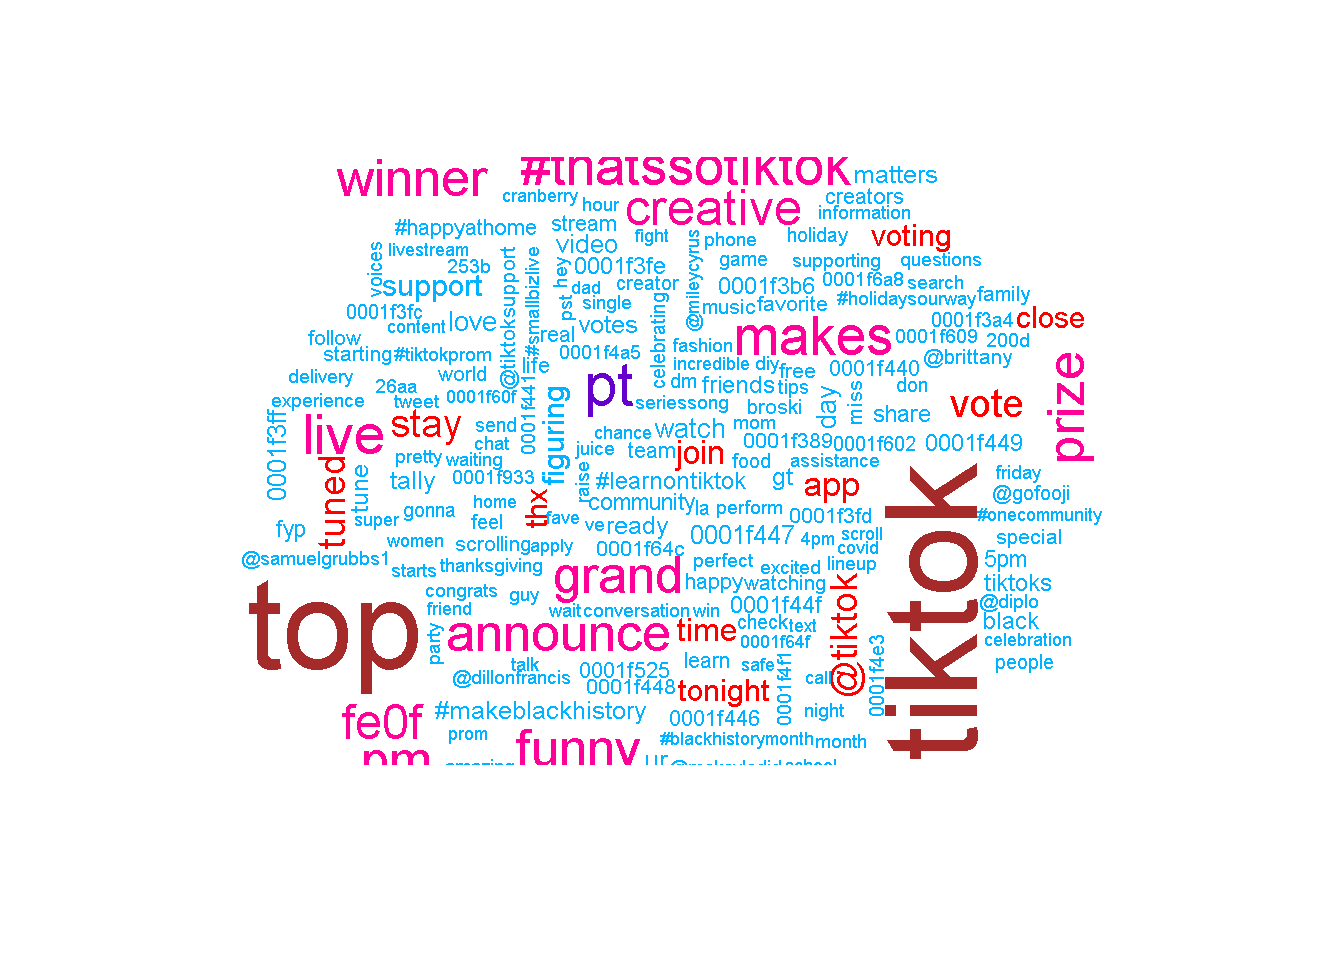 winner
#thatssotiktok
matters
cranberry
hour
creative
creators
information
#happyathome
stream
fight
phone
holiday
voting
voices
livestream
video
@mileycyrus
game
supporting
questions
253b
@tiktoksupport
#smallbizlive
hey
0001f3fe
support
dad
creator
0001f3b6
0001f6a8
search
0001f3fc
pst
single
celebrating
music
favorite
#holidaysourway
family
content
love
real
votes
makes
0001f3a4
close
follow
starting
#tiktokprom
life
0001f4a5
fashion
0001f609
200d
delivery
world
pt
incredible
diy
free
0001f440
@brittany
prize
26aa
0001f60f
0001f441
dm
friends
tips
day
miss
don
experience
tweet
figuring
seriessong
broski
share
vote
0001f3ff
live
stay
send
chance
watch
mom
chat
juice
team
join
0001f389
0001f602
0001f449
tuned
tune
pretty
waiting
raise
food
assistance
tiktok
friday
tally
0001f933
#learnontiktok
gt
app
@gofooji
fyp
super
gonna
home
thx
fave
community
la
perform
0001f3fd
#onecommunity
feel
ve
ready
0001f447
4pm
scroll
special
women
scrolling
apply
0001f64c
covid
@samuelgrubbs1
starts
thanksgiving
grand
perfect
excited
lineup
5pm
top
congrats
guy
happy
watching
@tiktok
tiktoks
friend
wait
conversation
win
0001f44f
@diplo
party
announce
time
check
text
0001f4e3
black
0001f64f
celebration
talk
0001f525
learn
safe
0001f4f1
call
people
@dillonfrancis
0001f448
tonight
fe0f
#makeblackhistory
0001f446
night
prom
funny
#blackhistorymonth
month
pm
amazing
ur
school